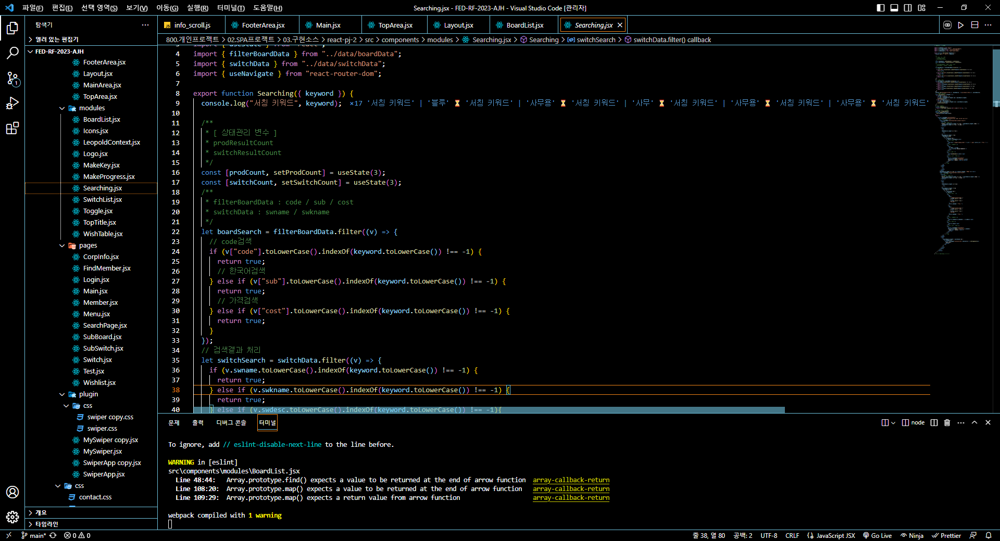 파일(F) 편집(E) 선택 영역(S) 보기(V) 이동(G) 실행(R) 터미널(T) 도움말(H)
Searching.jsx - FED-RF-2023-AJH - Visual Studio Code [관리자]
탐색기 ···
열려 있는 편집기
FED-RF-2023-AJH
FooterArea.jsx
Layout.jsx
MainArea.jsx
TopArea.jsx
modules
BoardList.jsx
Icons.jsx
LeopoldContext.jsx
Logo.jsx
MakeKey.jsx
MakeProgress.jsx
Searching.jsx
SwitchList.jsx
Toggle.jsx
TopTitle.jsx
WishTable.jsx
pages
CorpInfo.jsx
FindMember.jsx
Login.jsx
Main.jsx
Member.jsx
Menu.jsx
SearchPage.jsx
SubBoard.jsx
SubSwitch.jsx
Switch.jsx
Test.jsx
Wishlist.jsx
plugin
css
swiper copy.css
swiper.css
MySwiper copy.jsx
MySwiper.jsx
SwiperApp copy.jsx
SwiperApp.jsx
css
contact.css
개요
타임라인
info_scroll.js FooterArea.jsx Main.jsx TopArea.jsx Layout.jsx BoardList.jsx Searching.jsx
800.개인프로젝트 > 02.SPA프로젝트 > 03.구현소스 > react-pj-2 > src > components > modules > Searching.jsx > Searching > switchSearch > switchData.filter() callback
3 import { useState } from "react";
4 import { filterBoardData } from "../data/boardData";
5 import { switchData } from "../data/switchData";
6 import { useNavigate } from "react-router-dom";
7
8 export function Searching({ keyword }) {
9 console.log("서칭 키워드", keyword); ×17 '서칭 키워드' | '블루' ⌛ '서칭 키워드' | '사무용' ⌛ '서칭 키워드' | '사무' ⌛ '서칭 키워드' | '사무용' ⌛ '서칭 키워드' | '사무용' ⌛ '서칭 키워드'
10
11 /**
12 * [ 상태관리 변수 ]
13 * prodResultCount
14 * switchResultCount
15 */
16 const [prodCount, setProdCount] = useState(3);
17 const [switchCount, setSwitchCount] = useState(3);
18 /**
19 * filterBoardData : code / sub / cost
20 * switchData : swname / swkname
21 */
22 let boardSearch = filterBoardData.filter((v) => {
23 // code검색
24 if (v["code"].toLowerCase().indexOf(keyword.toLowerCase()) !== -1) {
25 return true;
26 // 한국어검색
27 } else if (v["sub"].toLowerCase().indexOf(keyword.toLowerCase()) !== -1) {
28 return true;
29 // 가격검색
30 } else if (v["cost"].toLowerCase().indexOf(keyword.toLowerCase()) !== -1) {
31 return true;
32 }
33 });
34 // 검색결과 처리
35 let switchSearch = switchData.filter((v) => {
36 if (v.swname.toLowerCase().indexOf(keyword.toLowerCase()) !== -1) {
37 return true;
38 } else if (v.swkname.toLowerCase().indexOf(keyword.toLowerCase()) !== -1) {
39 return true;
40 } else if (v.swdesc.toLowerCase().indexOf(keyword.toLowerCase()) !== -1){
문제 출력 디버그 콘솔 터미널
node
To ignore, add // eslint-disable-next-line to the line before.
WARNING in [eslint]
src\components\modules\BoardList.jsx
Line 48:44: Array.prototype.find() expects a value to be returned at the end of arrow function array-callback-return
Line 108:20: Array.prototype.map() expects a value to be returned at the end of arrow function array-callback-return
Line 109:29: Array.prototype.map() expects a return value from arrow function array-callback-return
webpack compiled with 1 warning
main* 0 0
줄 38, 열 80 공백: 2 UTF-8 CRLF JavaScript JSX Go Live Ninja Prettier